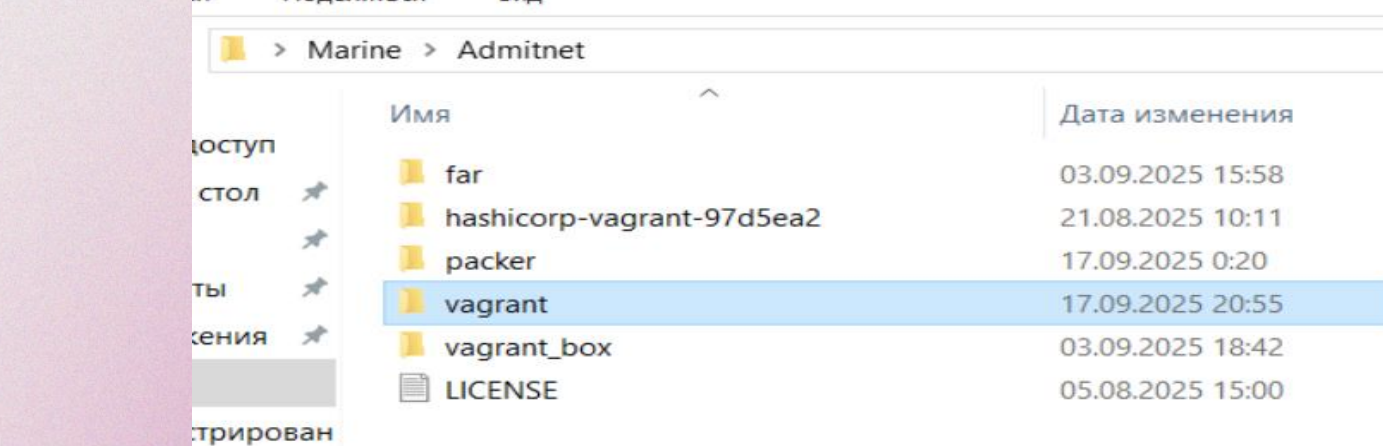 > Marine > Admitnet
Имя Дата изменения
доступ
far 03.09.2025 15:58
стол
hashicorp-vagrant-97d5ea2 21.08.2025 10:11
packer 17.09.2025 0:20
ты
vagrant 17.09.2025 20:55
жения
vagrant_box 03.09.2025 18:42
LICENSE 05.08.2025 15:00
стрирован